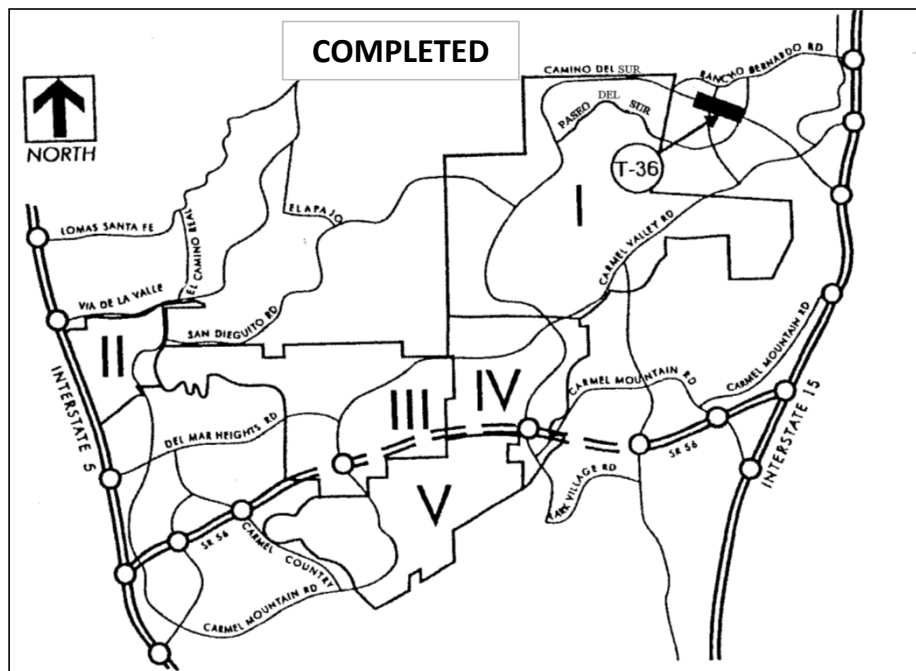 COMPLETED
NORTH
CAMINO DEL SUR
RANCHO BERNARDO RD
PASEO DEL SUR
T-36
I
EL APAJO
LOMAS SANTA FE
EL CAMINO REAL
CARMEL VALLEY RD
VIA DE LA VALLE
SAN DIEGUITO RD
II
INTERSTATE 5
III
IV
CARMEL MOUNTAIN RD
CARMEL MOUNTAIN RD
INTERSTATE 15
DEL MAR HEIGHTS RD
SR 56
V
PARK VILLAGE RD
SR 56
CARMEL COUNTRY
CARMEL MOUNTAIN RD